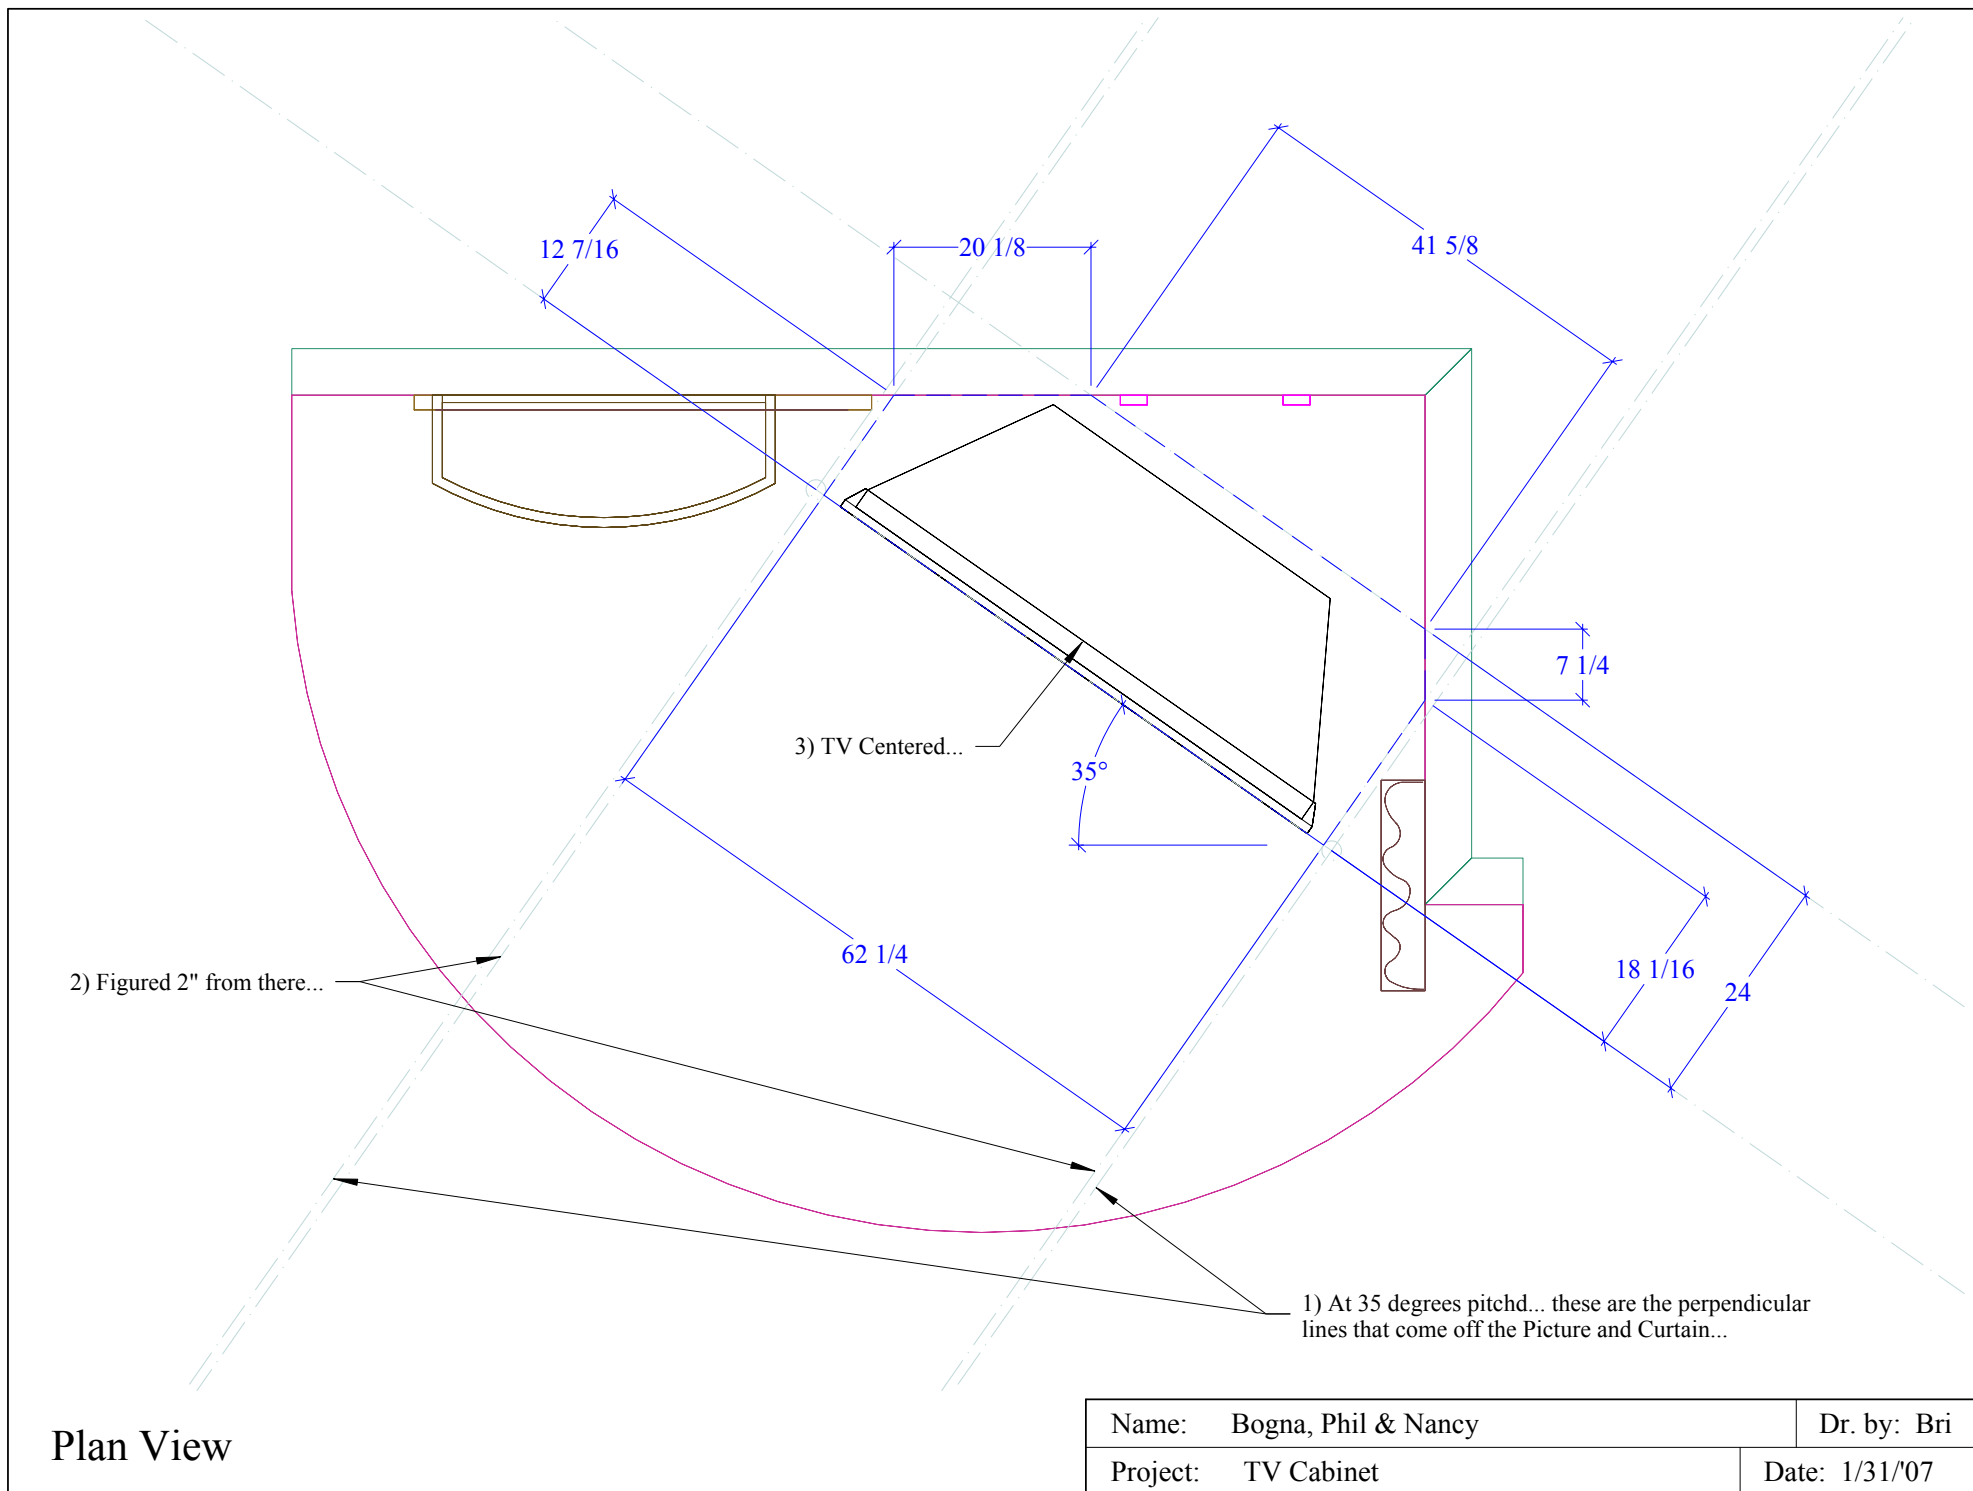 12 7/16
20 1/8
41 5/8
7 1/4
3) TV Centered...
35°
62 1/4
18 1/16
24
2) Figured 2" from there...
1) At 35 degrees pitchd... these are the perpendicular
lines that come off the Picture and Curtain...
Plan View
Name: Bogna, Phil & Nancy
Dr. by: Bri
Project: TV Cabinet
Date: 1/31/'07